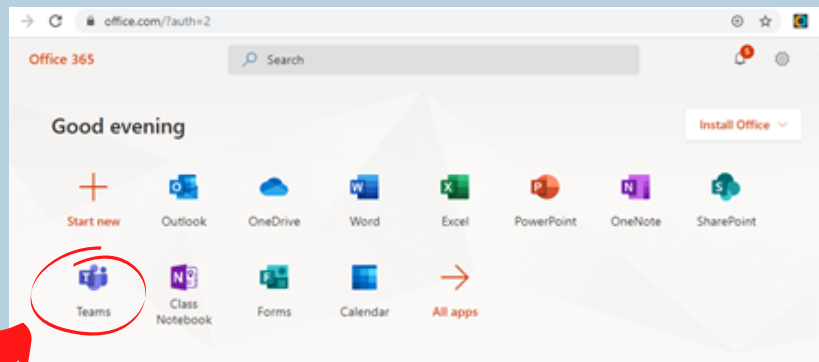 office.com/?auth=2
Office 365
Search
5
Good evening
Install Office
Start new
Outlook
OneDrive
Word
Excel
PowerPoint
OneNote
SharePoint
Teams
Class
Notebook
Forms
Calendar
All apps